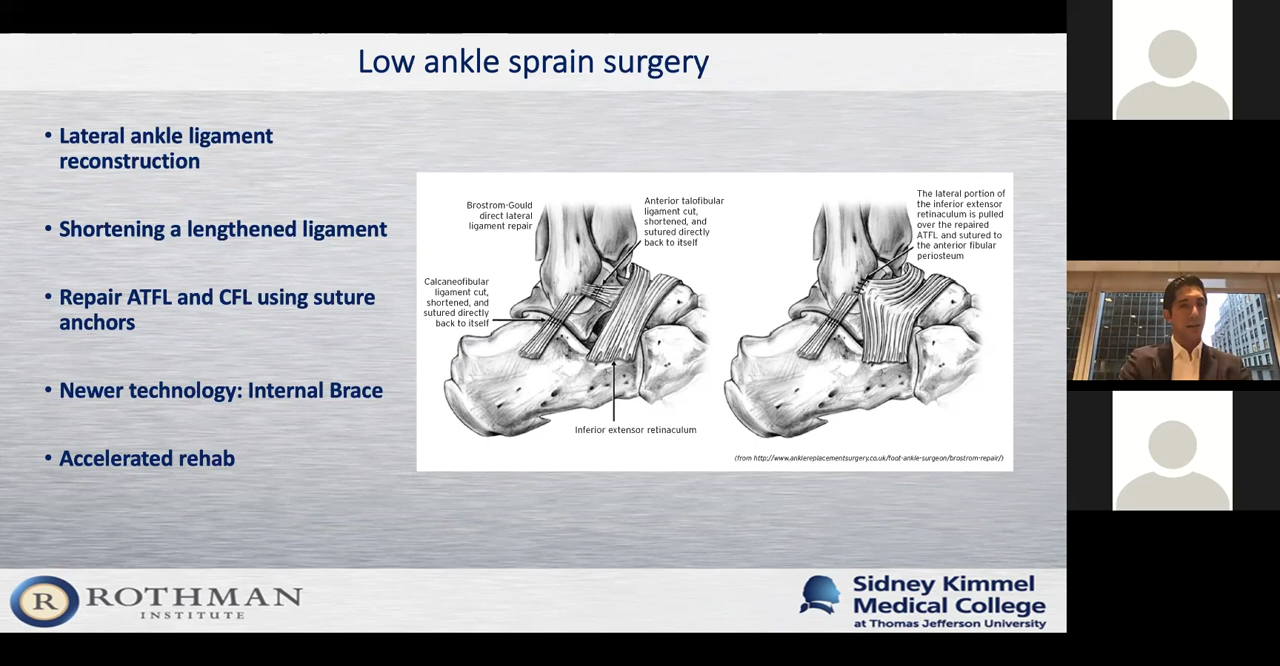 Low ankle sprain surgery
• Lateral ankle ligament
reconstruction
• Shortening a lengthened ligament
• Repair ATFL and CFL using suture
anchors
• Newer technology: Internal Brace
• Accelerated rehab
Brostrom-Gould
direct lateral
ligament repair
Anterior talofibular
ligament cut,
shortened, and
sutured directly
back to itself
Calcaneofibular
ligament cut,
shortened, and
sutured directly
back to itself
Inferior extensor retinaculum
The lateral portion of
the inferior extensor
retinaculum is pulled
over the repaired
ATFL and sutured to
the anterior fibular
periosteum
(from http://www.anklereplacementsurgery.co.uk/foot-ankle-surgeon/brostrom-repair/)
R ROTHMAN
INSTITUTE
Sidney Kimmel
Medical College
at Thomas Jefferson University